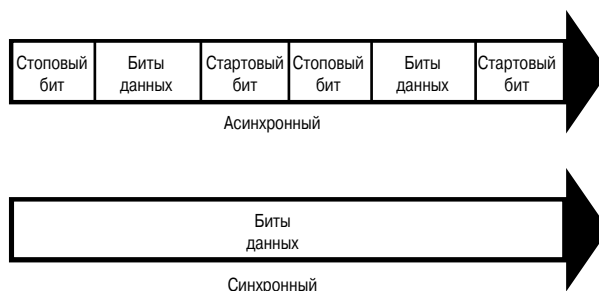 Стоповый бит
Биты данных
Стартовый бит
Стоповый бит
Биты данных
Стартовый бит
Асинхронный
Биты
данных
Синхронный